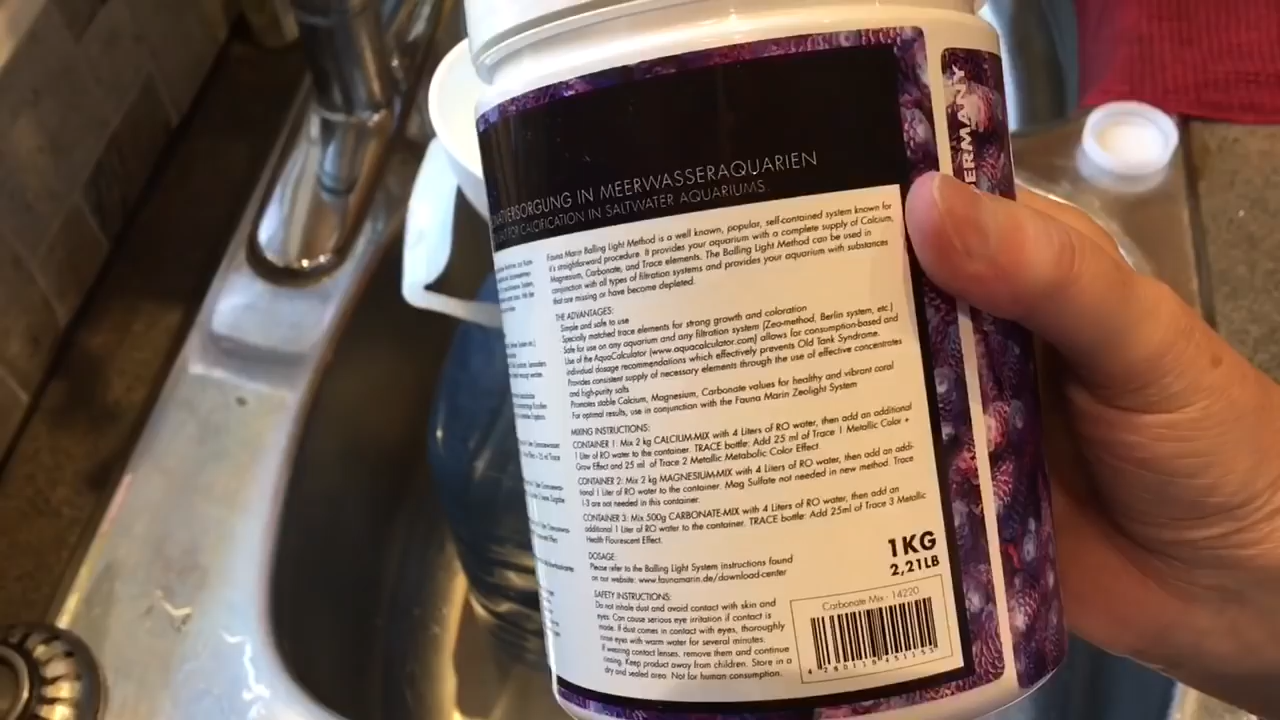 VERSORGUNG IN MEERWASSERAQUARIEN
FOR CALCIFICATION IN SALTWATER AQUARIUMS.
ERMANY
Fauna Marin Balling Light Method is a well known, popular, self-contained system known for
it's straightforward procedure. It provides your aquarium with a complete supply of Calcium,
Magnesium, Carbonate, and Trace elements. The Balling Light Method can be used in
conjunction with all types of filtration systems and provides your aquarium with substances
that are missing or have become depleted.
THE ADVANTAGES:
Simple and safe to use
Specially matched trace elements for strong growth and coloration
Safe for use on any aquarium and any filtration system (Zeo-method, Berlin system, etc.)
Use of the AquaCalculator (www.aquacalculator.com) allows for consumption-based and
individual dosage recommendations which effectively prevents Old Tank Syndrome.
Provides consistent supply of necessary elements through the use of effective concentrates
and high-purity salts
Promotes stable Calcium, Magnesium, Carbonate values for healthy and vibrant coral
For optimal results, use in conjunction with the Fauna Marin Zeolight System
MIXING INSTRUCTIONS:
CONTAINER 1: Mix 2 kg CALCIUM-MIX with 4 Liters of RO water, then add an additional
1 Liter of RO water to the container. TRACE bottle: Add 25 ml of Trace 1 Metallic Color +
Grow Effect and 25 ml of Trace 2 Metallic Metabolic Color Effect.
CONTAINER 2: Mix 2 kg MAGNESIUM-MIX with 4 Liters of RO water, then add an addi-
tional 1 Liter of RO water to the container. Mag Sulfate not needed in new method. Trace
1-3 are not needed in this container.
CONTAINER 3: Mix 500g CARBONATE-MIX with 4 Liters of RO water, then add an
additional 1 Liter of RO water to the container. TRACE bottle: Add 25ml of Trace 3 Metallic
Health Flourescent Effect.
DOSAGE:
Please refer to the Balling Light System instructions found
on our website: www.faunamarin.de/download-center
1KG
2,21LB
SAFETY INSTRUCTIONS:
Do not inhale dust and avoid contact with skin and
eyes. Can cause serious eye irritation if contact is
made. If dust comes in contact with eyes, thoroughly
rinse eyes with warm water for several minutes.
If wearing contact lenses, remove them and continue
rinsing. Keep product away from children. Store in a
dry and sealed area. Not for human consumption.
Carbonate Mix - 14220